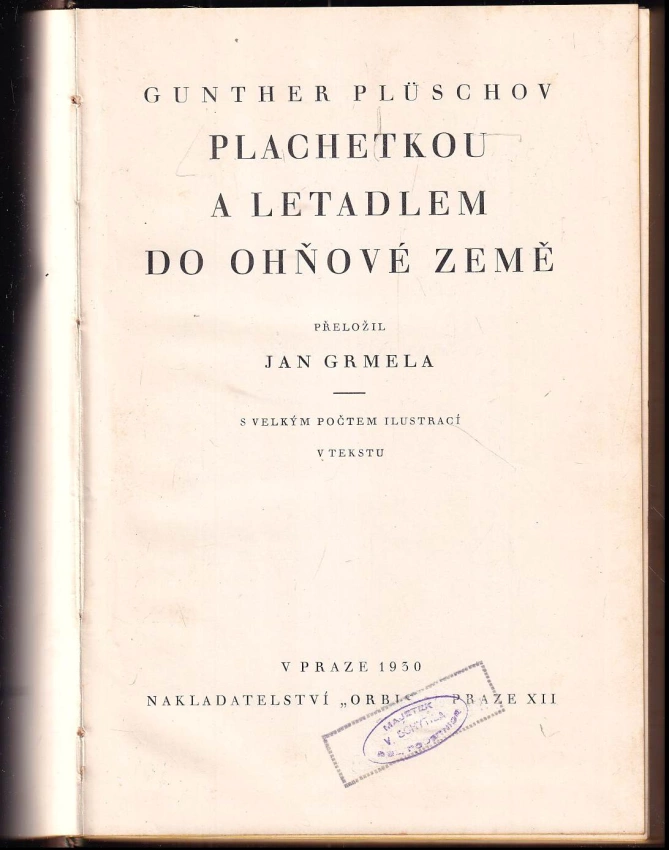 GUNTHER PLÜSCHOV
PLACHETKOU
A LETADLEM
DO OHŇOVÉ ZEMĚ
PŘELOŽIL
JAN GRMELA
S VELKÝM POČTEM ILUSTRACÍ
V TEKSTU
V PRAZE 1930
NAKLADATELSTVÍ „ORBIS PRAZE XII
MAJETEK
V.